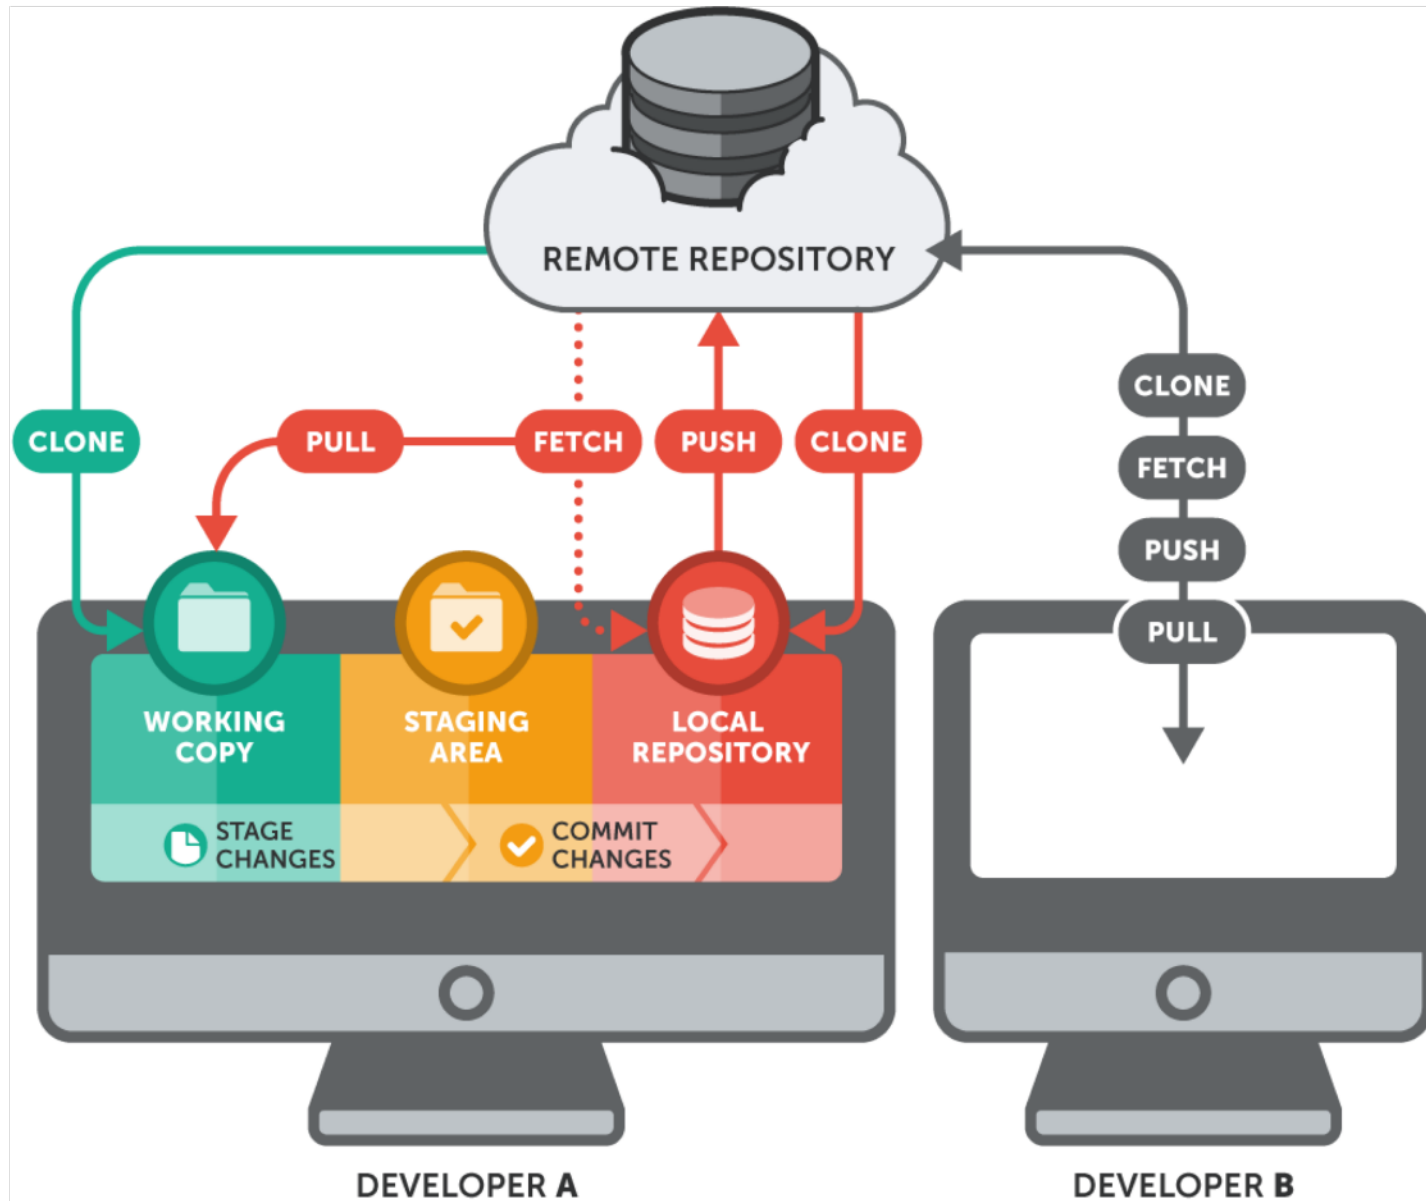 REMOTE REPOSITORY
CLONE
PULL
FETCH
PUSH
CLONE
CLONE
FETCH
PUSH
PULL
WORKING
COPY
STAGING
AREA
LOCAL
REPOSITORY
STAGE
CHANGES
COMMIT
CHANGES
DEVELOPER A
DEVELOPER B